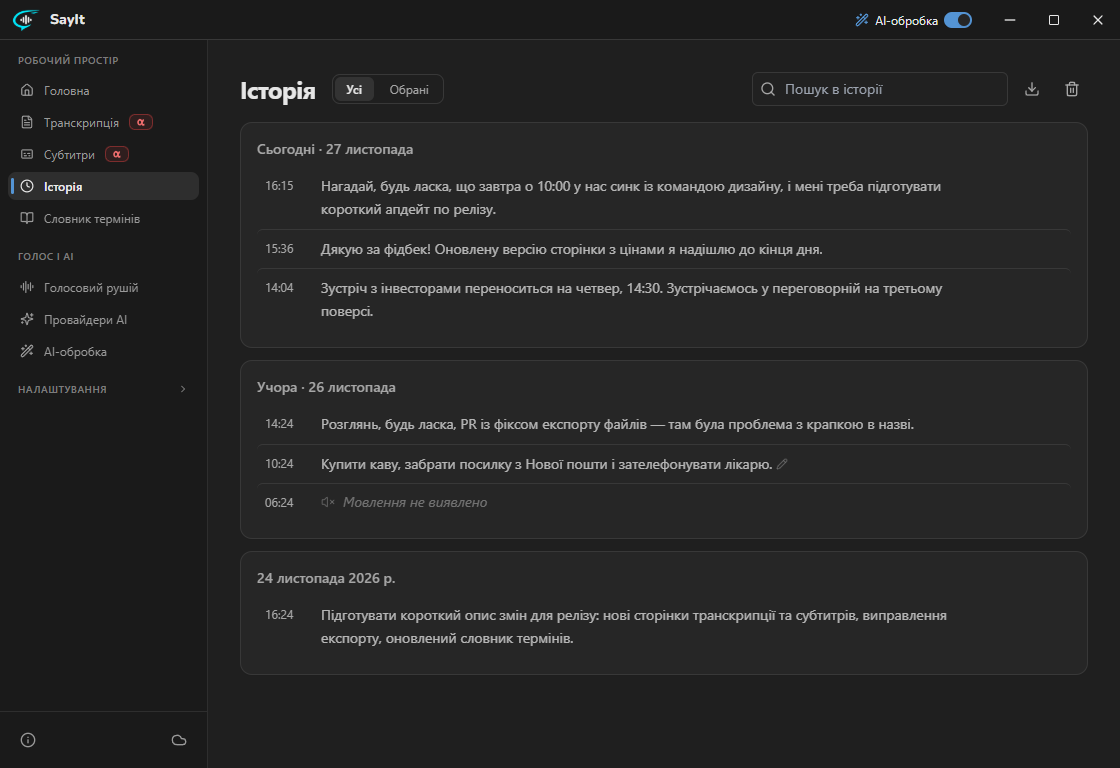 SayIt
AI-обробка
РОБОЧИЙ ПРОСТІР
Головна
Транскрипція α
Субтитри α
Історія
Словник термінів
ГОЛОС І AI
Голосовий рушій
Провайдери AI
AI-обробка
НАЛАШТУВАННЯ
Історія
Усі
Обрані
Пошук в історії
Сьогодні · 27 листопада
16:15 Нагадай, будь ласка, що завтра о 10:00 у нас синк із командою дизайну, і мені треба підготувати
короткий апдейт по релізу.
15:36 Дякую за фідбек! Оновлену версію сторінки з цінами я надішлю до кінця дня.
14:04 Зустріч з інвесторами переноситься на четвер, 14:30. Зустрічаємось у переговорній на третьому
поверсі.
Учора · 26 листопада
14:24 Розглянь, будь ласка, PR із фіксом експорту файлів — там була проблема з крапкою в назві.
10:24 Купити каву, забрати посилку з Нової пошти і зателефонувати лікарю.
06:24 Мовлення не виявлено
24 листопада 2026 р.
16:24 Підготувати короткий опис змін для релізу: нові сторінки транскрипції та субтитрів, виправлення
експорту, оновлений словник термінів.